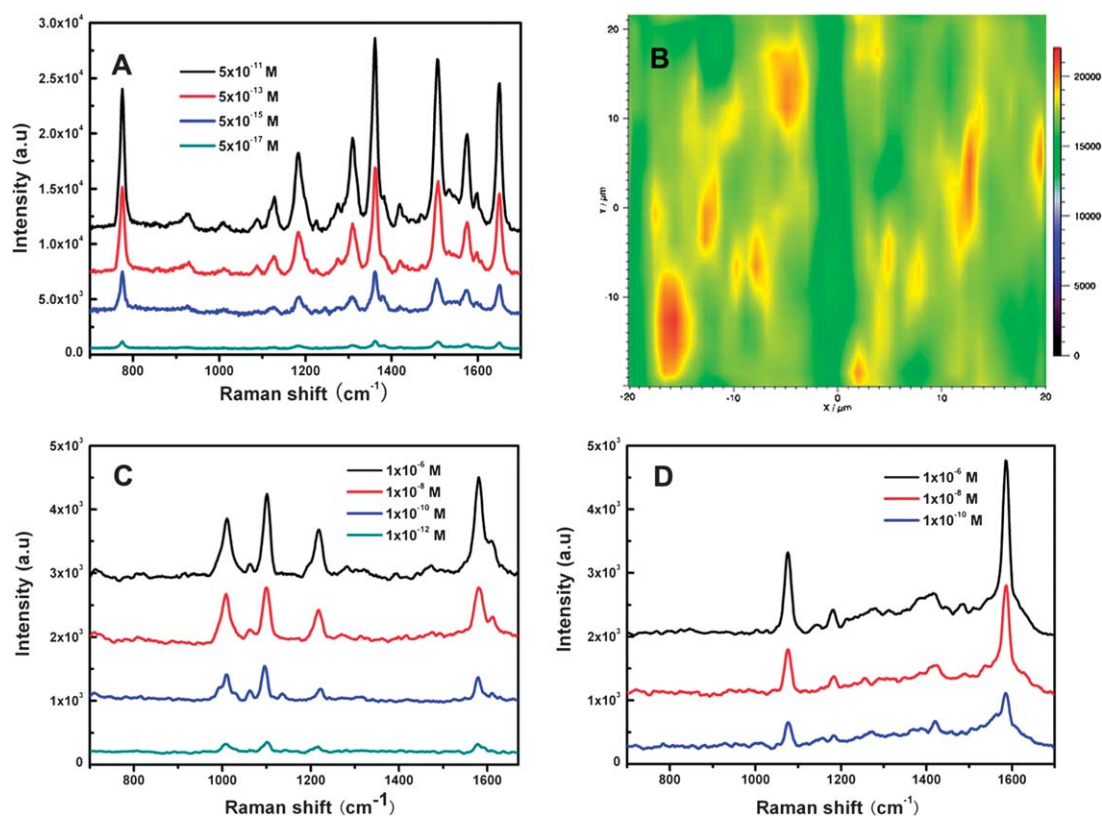 A
3.0x10⁴
2.0x10⁴
2.5x10⁴
1.5x10⁴
1.0x10⁴
5.0x10³
0.0
Intensity (a.u)
5x10⁻¹¹ M
5x10⁻¹³ M
5x10⁻¹⁵ M
5x10⁻¹⁷ M
800 1000 1200 1400 1600
Raman shift (cm⁻¹)
B
20
10
0
-10
Y / μm
-20 -10 0 10 20
X / μm
20000
15000
10000
5000
0
C
5x10³
4x10³
3x10³
2x10³
1x10³
0
Intensity (a.u)
1x10⁻⁶ M
1x10⁻⁸ M
1x10⁻¹⁰ M
1x10⁻¹² M
800 1000 1200 1400 1600
Raman shift (cm⁻¹)
D
5x10³
4x10³
3x10³
2x10³
1x10³
0
Intensity (a.u)
1x10⁻⁶ M
1x10⁻⁸ M
1x10⁻¹⁰ M
800 1000 1200 1400 1600
Raman shift (cm⁻¹)